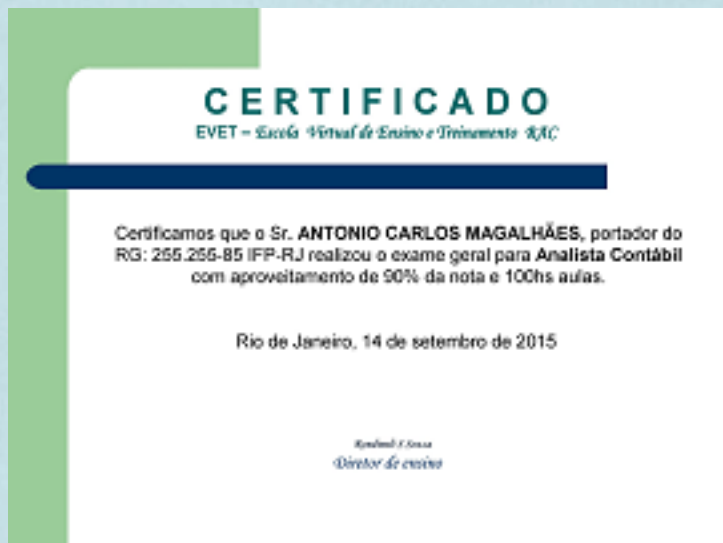 CERTIFICADO
EVET – Escola Virtual de Ensino e Treinamento RAC
Certificamos que o Sr. ANTONIO CARLOS MAGALHÃES, portador do
RG: 255.255-85 IFP-RJ realizou o exame geral para Analista Contábil
com aproveitamento de 90% da nota e 100hs aulas.
Rio de Janeiro, 14 de setembro de 2015
Diretor de ensino